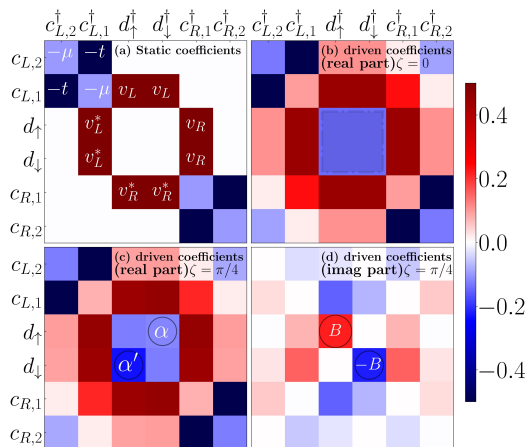 c†L,2 c†L,1 d†↑ d†↓ c†R,1 c†R,2 d†↑ d†↓ c†R,1 c†R,2
c†L,2 c†L,1
cL,2
cL,1
d↑
d↓
cR,1
cR,2
−μ −t (a) Static coefficients
−t −μ vL vL
v*L vR
v*L vR
v*R v*R
(b) driven coefficients
(real part)ζ = 0
cL,2
cL,1
d↑
d↓
cR,1
cR,2
(c) driven coefficients
(real part)ζ = π/4
α
α′
(d) driven coefficients
(imag part)ζ = π/4
B
−B
0.4
0.2
0.0
−0.2
−0.4